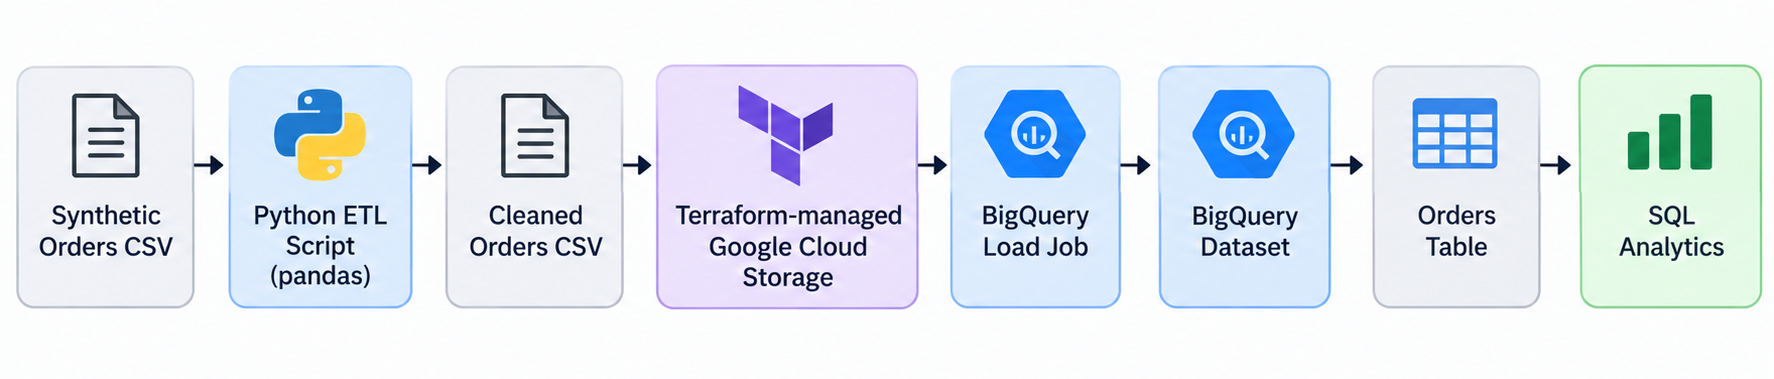 Synthetic
Orders CSV
Python ETL
Script
(pandas)
Cleaned
Orders CSV
Terraform-managed
Google Cloud
Storage
BigQuery
Load Job
BigQuery
Dataset
Orders
Table
SQL
Analytics